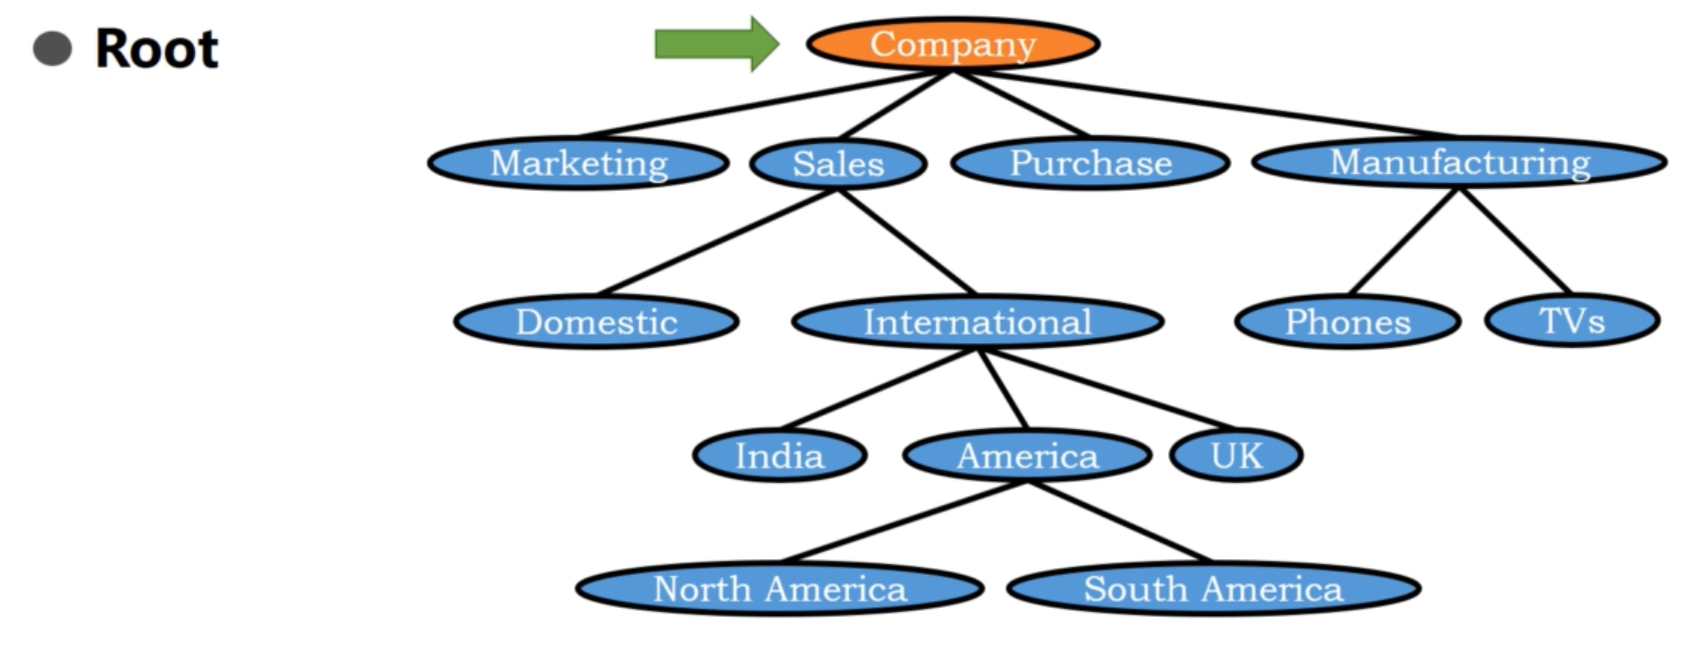 Root
Company
Marketing Sales Purchase Manufacturing
Domestic International Phones TVs
India America UK
North America South America